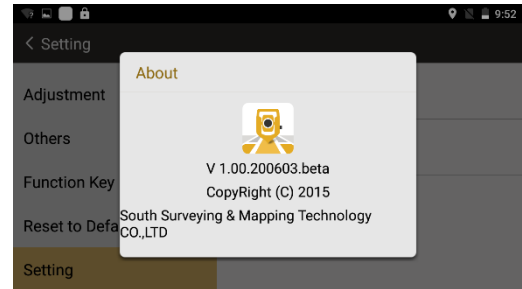 9:52
Setting
About
Adjustment
Others
V 1.00.200603.beta
Function Key
CopyRight (C) 2015
South Surveying & Mapping Technology
CO.,LTD
Reset to Defa
Setting